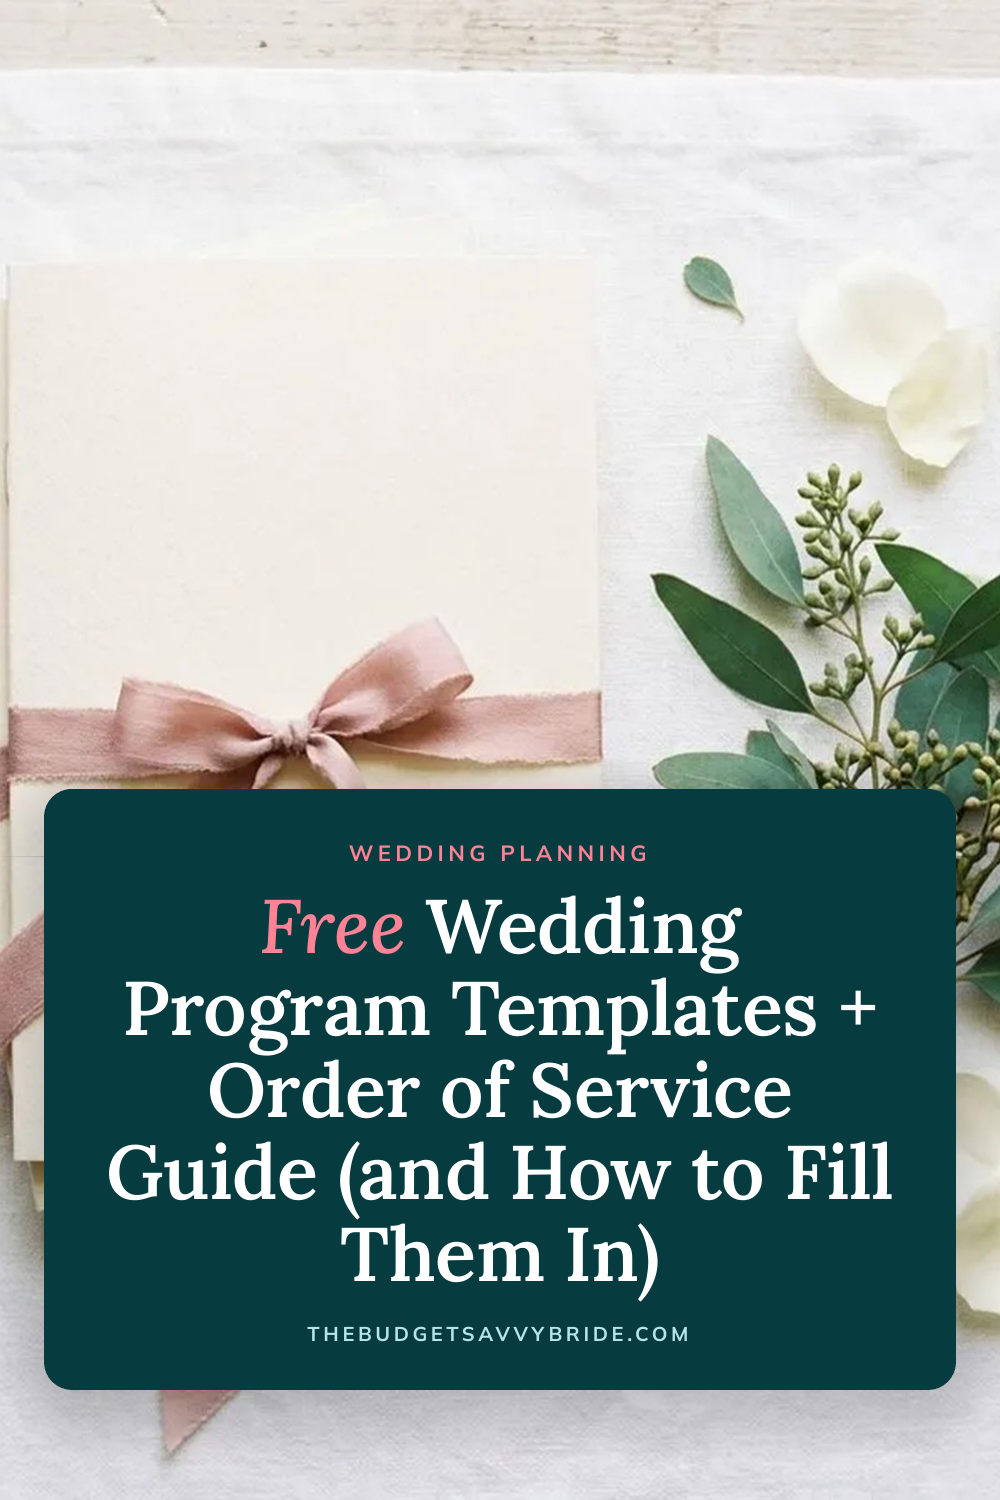 WEDDING PLANNING
Free Wedding
Program Templates +
Order of Service
Guide (and How to Fill
Them In)
THEBUDGETSAVVYBRIDE.COM